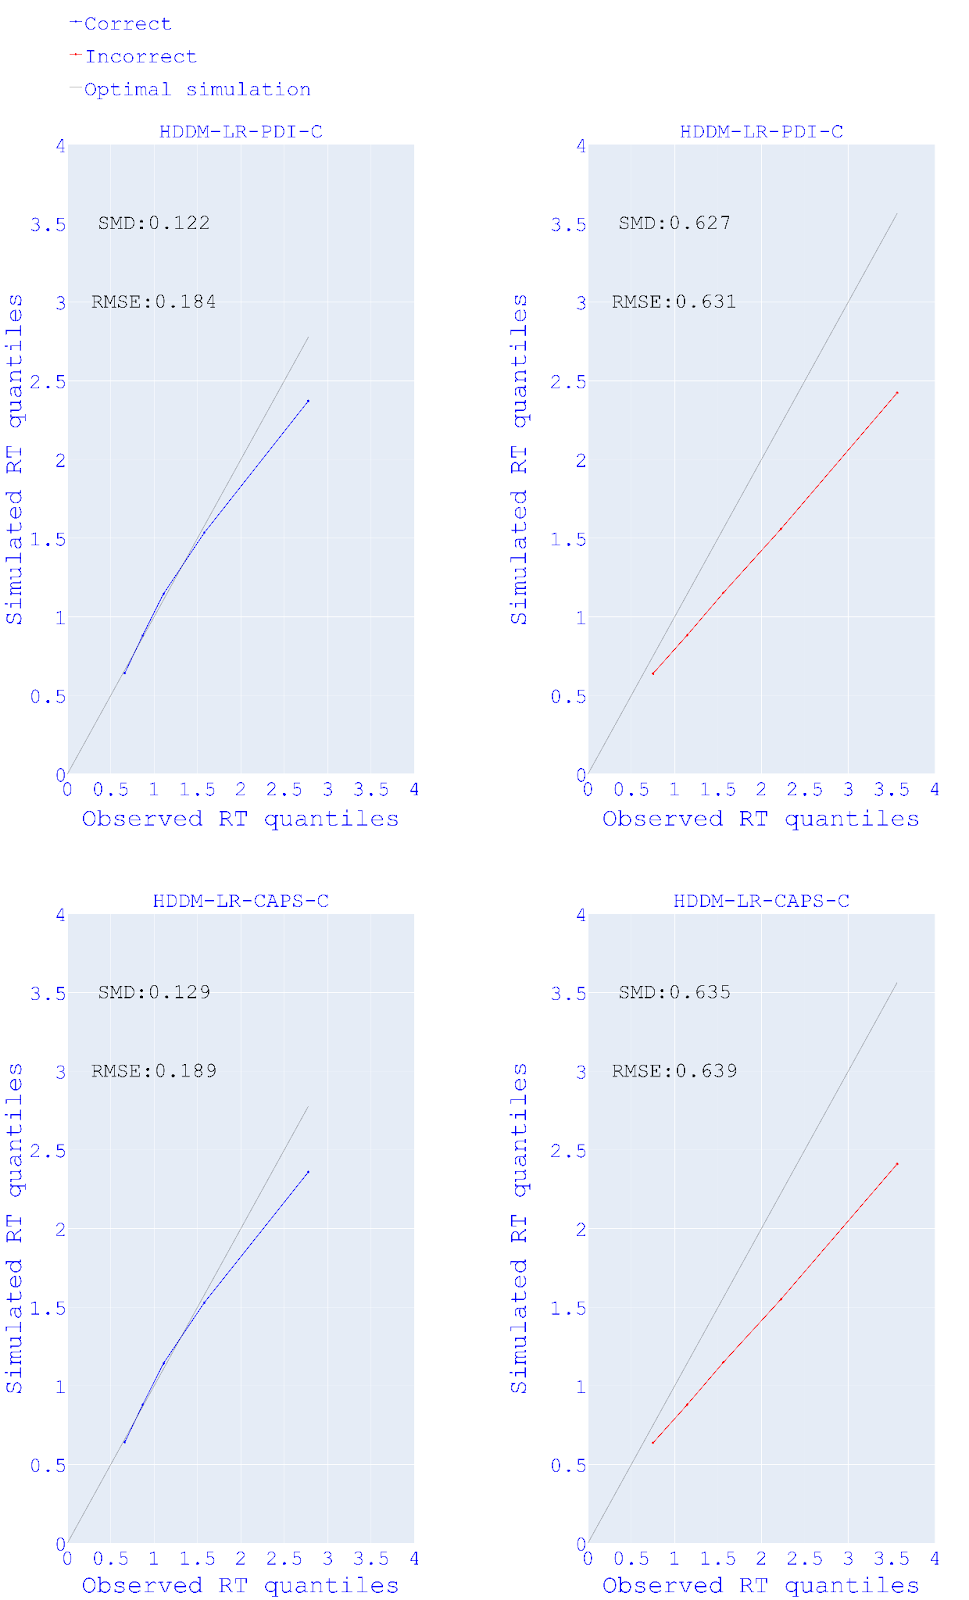 Correct
Incorrect
Optimal simulation
HDDM-LR-PDI-C
4
3.5
3
2.5
2
1.5
1
0.5
0
SMD:0.122
RMSE:0.184
Simulated RT quantiles
0 0.5 1 1.5 2 2.5 3 3.5 4
Observed RT quantiles
HDDM-LR-PDI-C
4
3.5
3
2.5
2
1.5
1
0.5
0
SMD:0.627
RMSE:0.631
Simulated RT quantiles
0 0.5 1 1.5 2 2.5 3 3.5 4
Observed RT quantiles
HDDM-LR-CAPS-C
4
3.5
3
2.5
2
1.5
1
0.5
0
SMD:0.129
RMSE:0.189
Simulated RT quantiles
0 0.5 1 1.5 2 2.5 3 3.5 4
Observed RT quantiles
HDDM-LR-CAPS-C
4
3.5
3
2.5
2
1.5
1
0.5
0
SMD:0.635
RMSE:0.639
Simulated RT quantiles
0 0.5 1 1.5 2 2.5 3 3.5 4
Observed RT quantiles